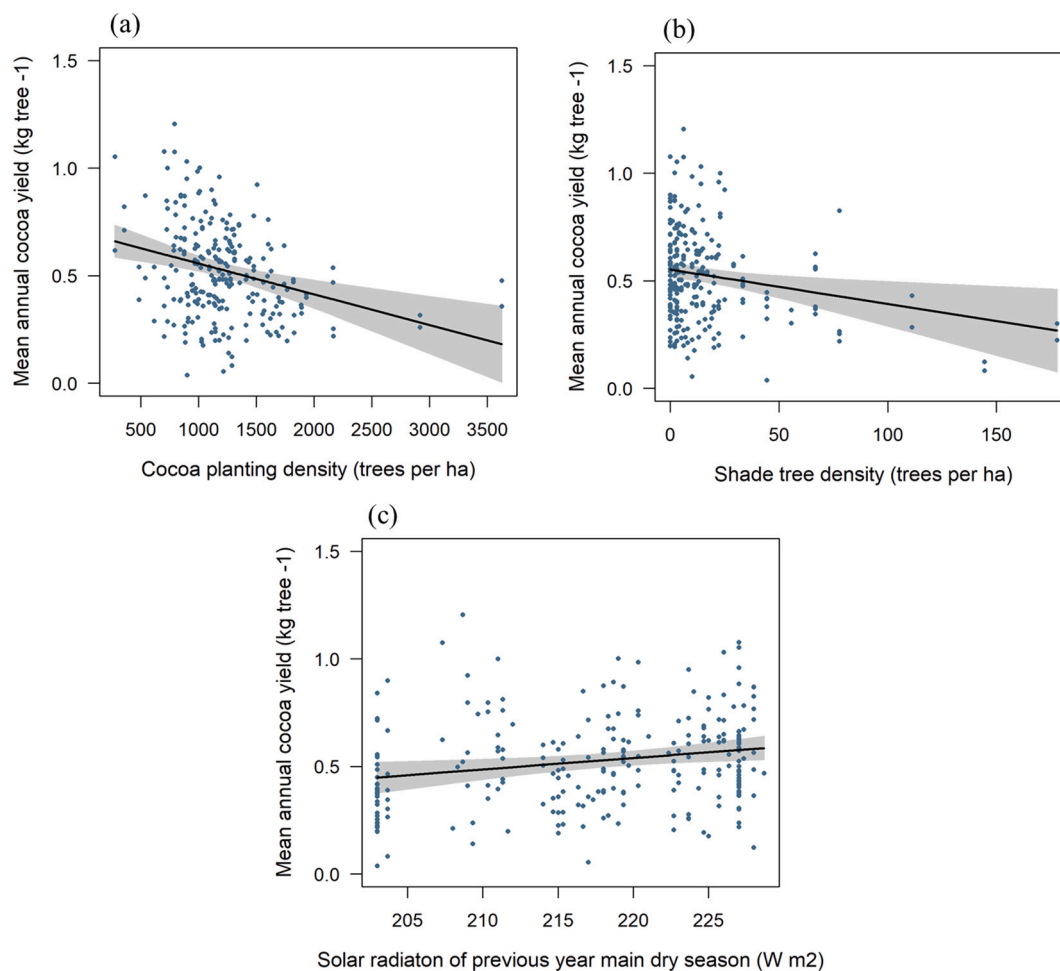 (a)
Mean annual cocoa yield (kg tree -1)
1.5
1.0
0.5
0.0
500 1000 1500 2000 2500 3000 3500
Cocoa planting density (trees per ha)
(b)
Mean annual cocoa yield (kg tree -1)
1.5
1.0
0.5
0.0
0 50 100 150
Shade tree density (trees per ha)
(c)
Mean annual cocoa yield (kg tree -1)
1.5
1.0
0.5
0.0
205 210 215 220 225
Solar radiaton of previous year main dry season (W m2)